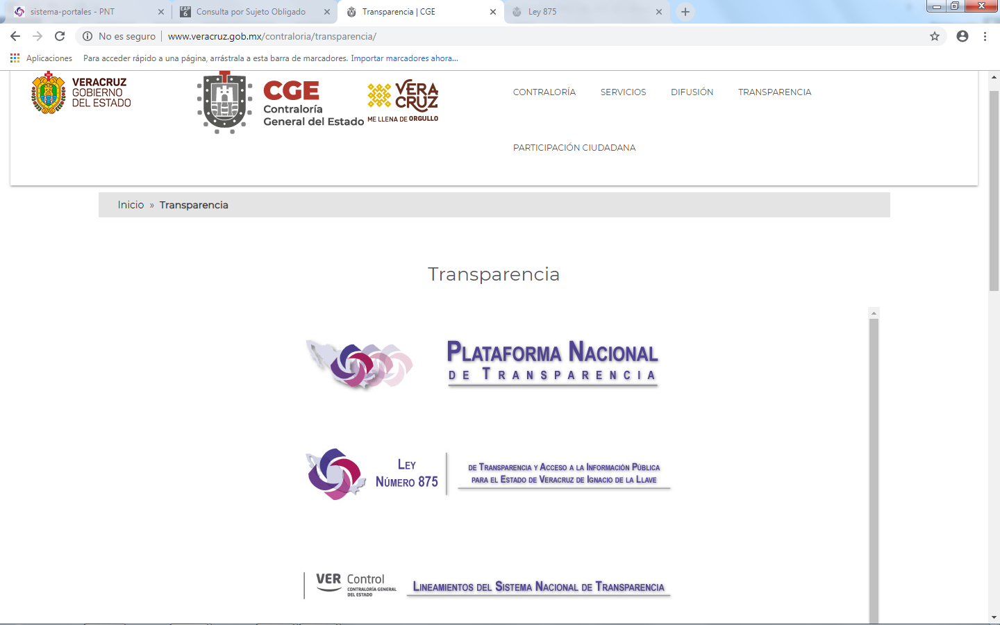 sistema-portales - PNT
EAP 6
Consulta por Sujeto Obligado
Transparencia | CGE
Ley 875
No es seguro
www.veracruz.gob.mx/contraloria/transparencia/
Aplicaciones
Para acceder rápido a una página, arrástrala a esta barra de marcadores. Importar marcadores ahora...
VERACRUZ
GOBIERNO
DEL ESTADO
CGE
Contraloría
General del Estado
VERA
CRUZ
ME LLENA DE ORGULLO
CONTRALORÍA
SERVICIOS
DIFUSIÓN
TRANSPARENCIA
PARTICIPACIÓN CIUDADANA
Inicio » Transparencia
Transparencia
PLATAFORMA NACIONAL
DE TRANSPARENCIA
LEY
NÚMERO 875
DE TRANSPARENCIA Y ACCESO A LA INFORMACIÓN PÚBLICA
PARA EL ESTADO DE VERACRUZ DE IGNACIO DE LA LLAVE
VER Control
CONTRALORÍA GENERAL
DEL ESTADO
LINEAMIENTOS DEL SISTEMA NACIONAL DE TRANSPARENCIA